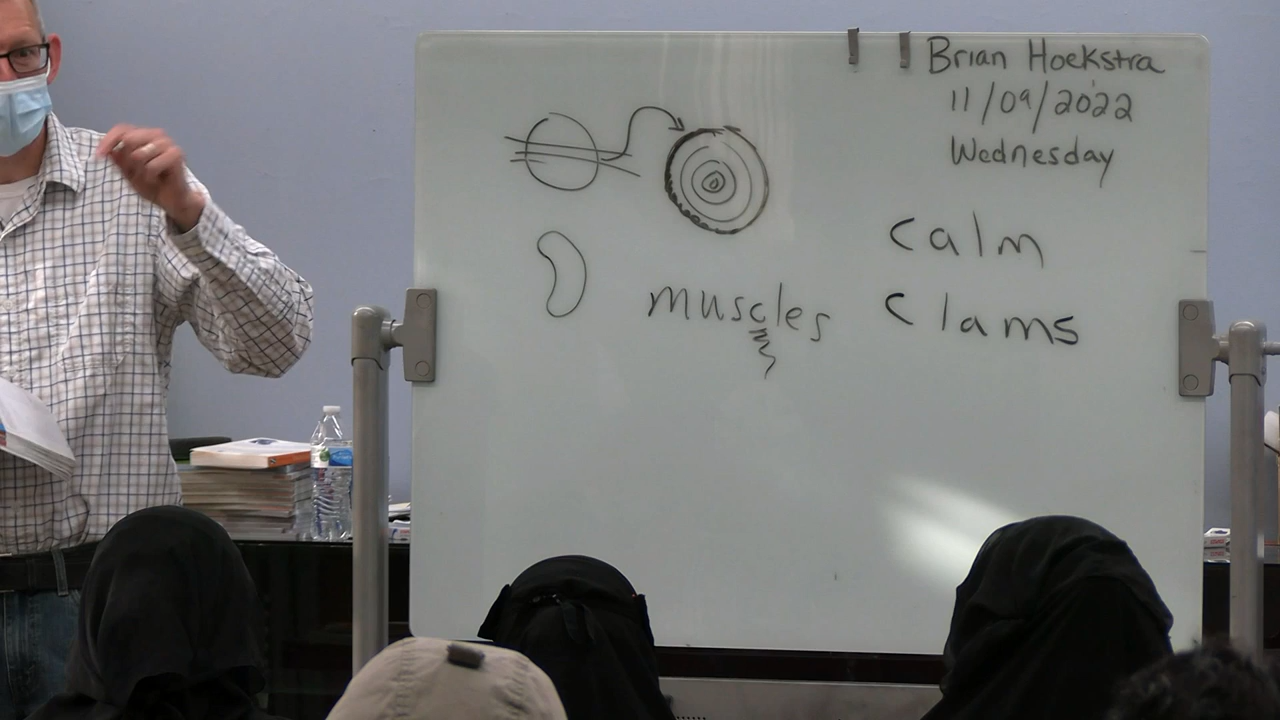 Brian Hoekstra
11/09/2022
Wednesday
calm
muscles
clams